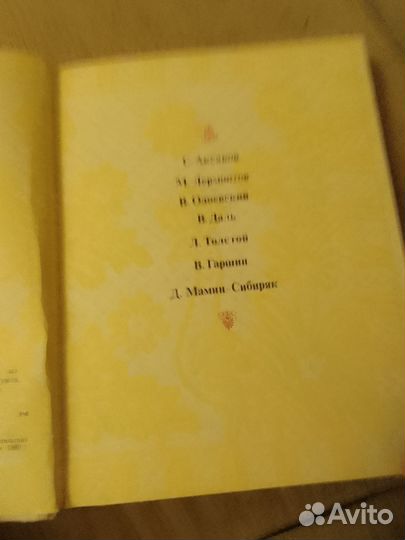 С. Аксаков
М. Лермонтов
В. Одоевский
В. Даль
Л. Толстой
В. Гаршин
Д. Мамин-Сибиряк
Avito